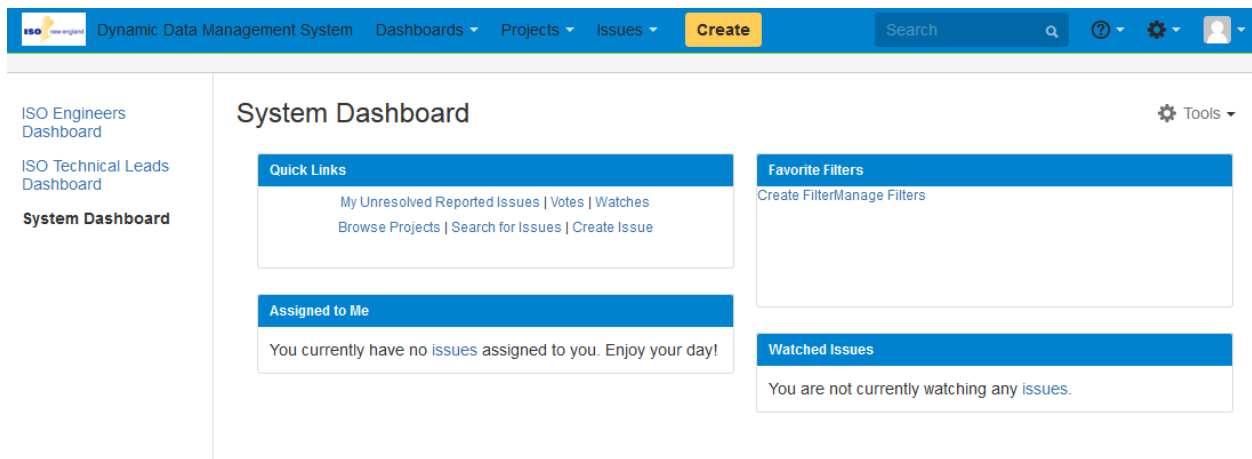 ISO new england Dynamic Data Management System Dashboards Projects Issues Create Search
ISO Engineers
Dashboard
ISO Technical Leads
Dashboard
System Dashboard
System Dashboard
Tools
Quick Links
My Unresolved Reported Issues | Votes | Watches
Browse Projects | Search for Issues | Create Issue
Assigned to Me
You currently have no issues assigned to you. Enjoy your day!
Favorite Filters
Create FilterManage Filters
Watched Issues
You are not currently watching any issues.